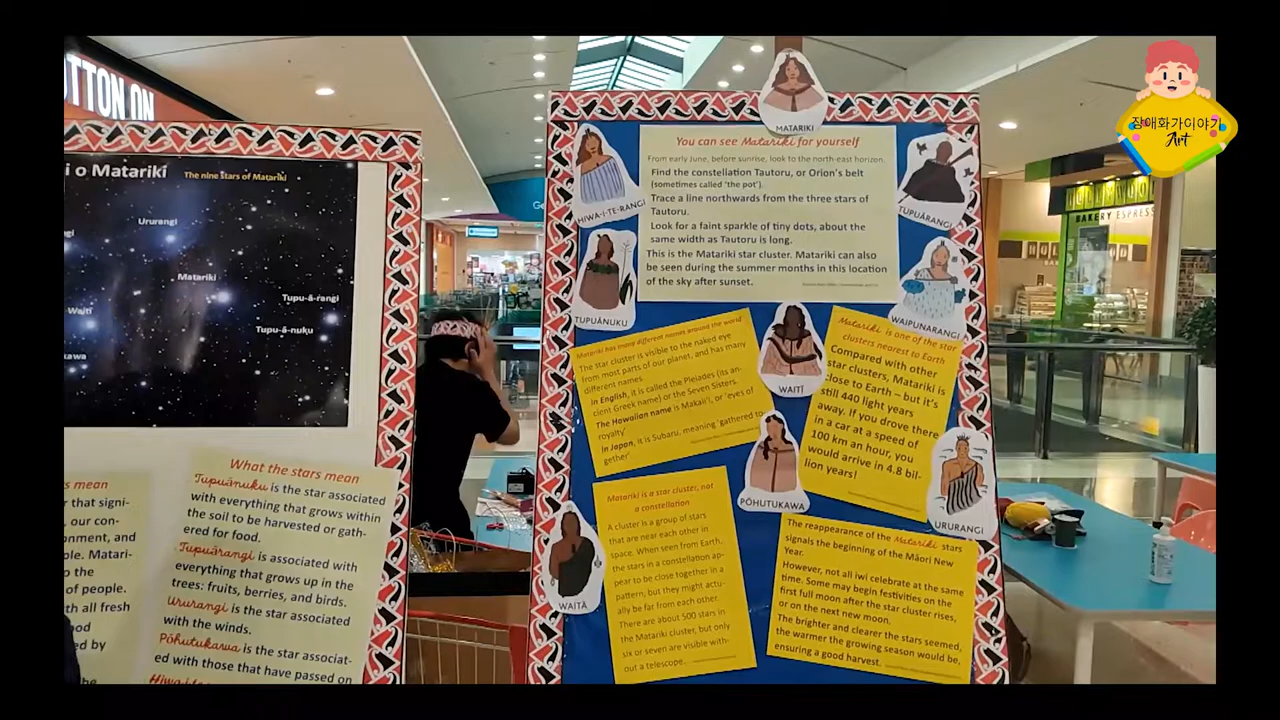 TTON ON
i o Matariki
The nine stars of Matariki
Ururangi
gi
Matariki
Waitī
Tupu-ā-rangi
Tupu-ā-nuku
kawa
s mean
r that signi-
, our con-
onment, and
ple. Matari-
o the
of people.
th all fresh
ood
ed by
the
What the stars mean
Tupuānuku is the star associated
with everything that grows within
the soil to be harvested or gath-
ered for food.
Tupuārangi is associated with
everything that grows up in the
trees: fruits, berries, and birds.
Ururangi is the star associated
with the winds.
Pōhutukawa is the star associat-
ed with those that have passed on
MATARIKI
You can see Matariki for yourself
From early June, before sunrise, look to the north-east horizon.
Find the constellation Tautoru, or Orion's belt
(sometimes called 'the pot').
Trace a line northwards from the three stars of
Tautoru.
Look for a faint sparkle of tiny dots, about the
same width as Tautoru is long.
This is the Matariki star cluster. Matariki can also
be seen during the summer months in this location
of the sky after sunset.
HIWA-I-TE-RANGI
TUPUĀRANGI
TUPUĀNUKU
WAIPUNARANGI
WAITĪ
PŌHUTUKAWA
URURANGI
WAITĀ
Matariki has many different names around the world
The star cluster is visible to the naked eye
from most parts of our planet, and has many
different names.
In English, it is called the Pleiades (its an-
cient Greek name) or the Seven Sisters.
The Hawaiian name is Makali'i, or 'eyes of
royalty'
In Japan, it is Subaru, meaning 'gathered to-
gether'.
Matariki is one of the star
clusters nearest to Earth
Compared with other
star clusters, Matariki is
close to Earth – but it's
still 440 light years
away. If you drove there
in a car at a speed of
100 km an hour, you
would arrive in 4.8 bil-
lion years!
Matariki is a star cluster, not
a constellation
A cluster is a group of stars
that are near each other in
space. When seen from Earth,
the stars in a constellation ap-
pear to be close together in a
pattern, but they might actu-
ally be far from each other.
There are about 500 stars in
the Matariki cluster, but only
six or seven are visible with-
out a telescope.
The reappearance of the Matariki stars
signals the beginning of the Māori New
Year.
However, not all iwi celebrate at the same
time. Some may begin festivities on the
first full moon after the star cluster rises,
or on the next new moon.
The brighter and clearer the stars seemed,
the warmer the growing season would be,
ensuring a good harvest.
BAKERY ESPRESS
장애화가이야기
Art